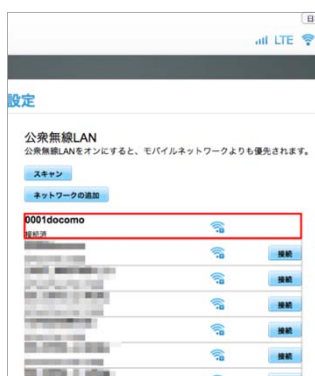 日
LTE
設定
公衆無線LAN
公衆無線LANをオンにすると、モバイルネットワークよりも優先されます。
スキャン
ネットワークの追加
0001docomo
接続済
接続
接続
接続
接続
接続